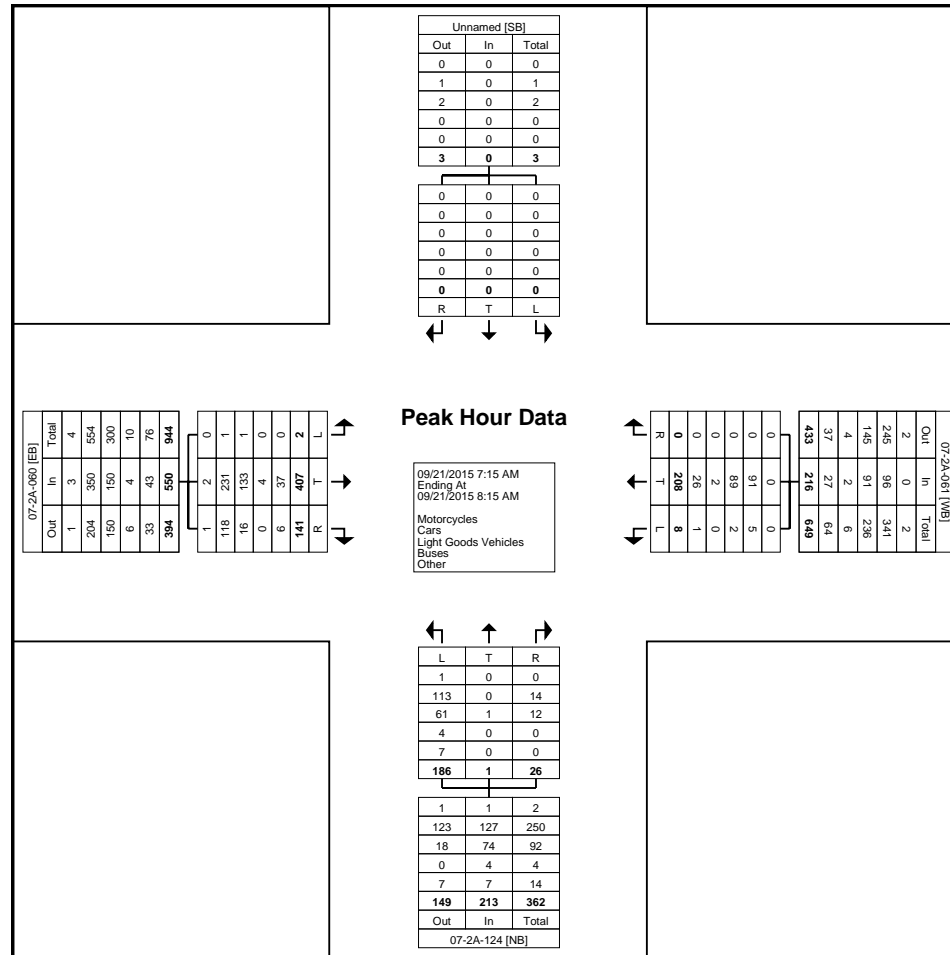 Unnamed [SB]
Out In Total
0 0 0
1 0 1
2 0 2
0 0 0
0 0 0
3 0 3
0 0 0
0 0 0
0 0 0
0 0 0
0 0 0
0 0 0
R T L
07-2A-060 [EB]
Out In Total
1 3 4
204 350 554
150 150 300
6 4 10
33 43 76
394 550 944
1 2 0
118 231 1
16 133 1
0 4 0
6 37 0
141 407 2
R T L
Peak Hour Data
09/21/2015 7:15 AM
Ending At
09/21/2015 8:15 AM
Motorcycles
Cars
Light Goods Vehicles
Buses
Other
07-2A-061 [WB]
Out In Total
2 0 2
245 96 341
145 91 236
4 2 6
37 27 64
433 216 649
0 0 0
0 91 5
0 89 2
0 2 0
0 26 1
0 208 8
R T L
L T R
1 0 0
113 0 14
61 1 12
4 0 0
7 0 0
186 1 26
1 1 2
123 127 250
18 74 92
0 4 4
7 7 14
149 213 362
Out In Total
07-2A-124 [NB]